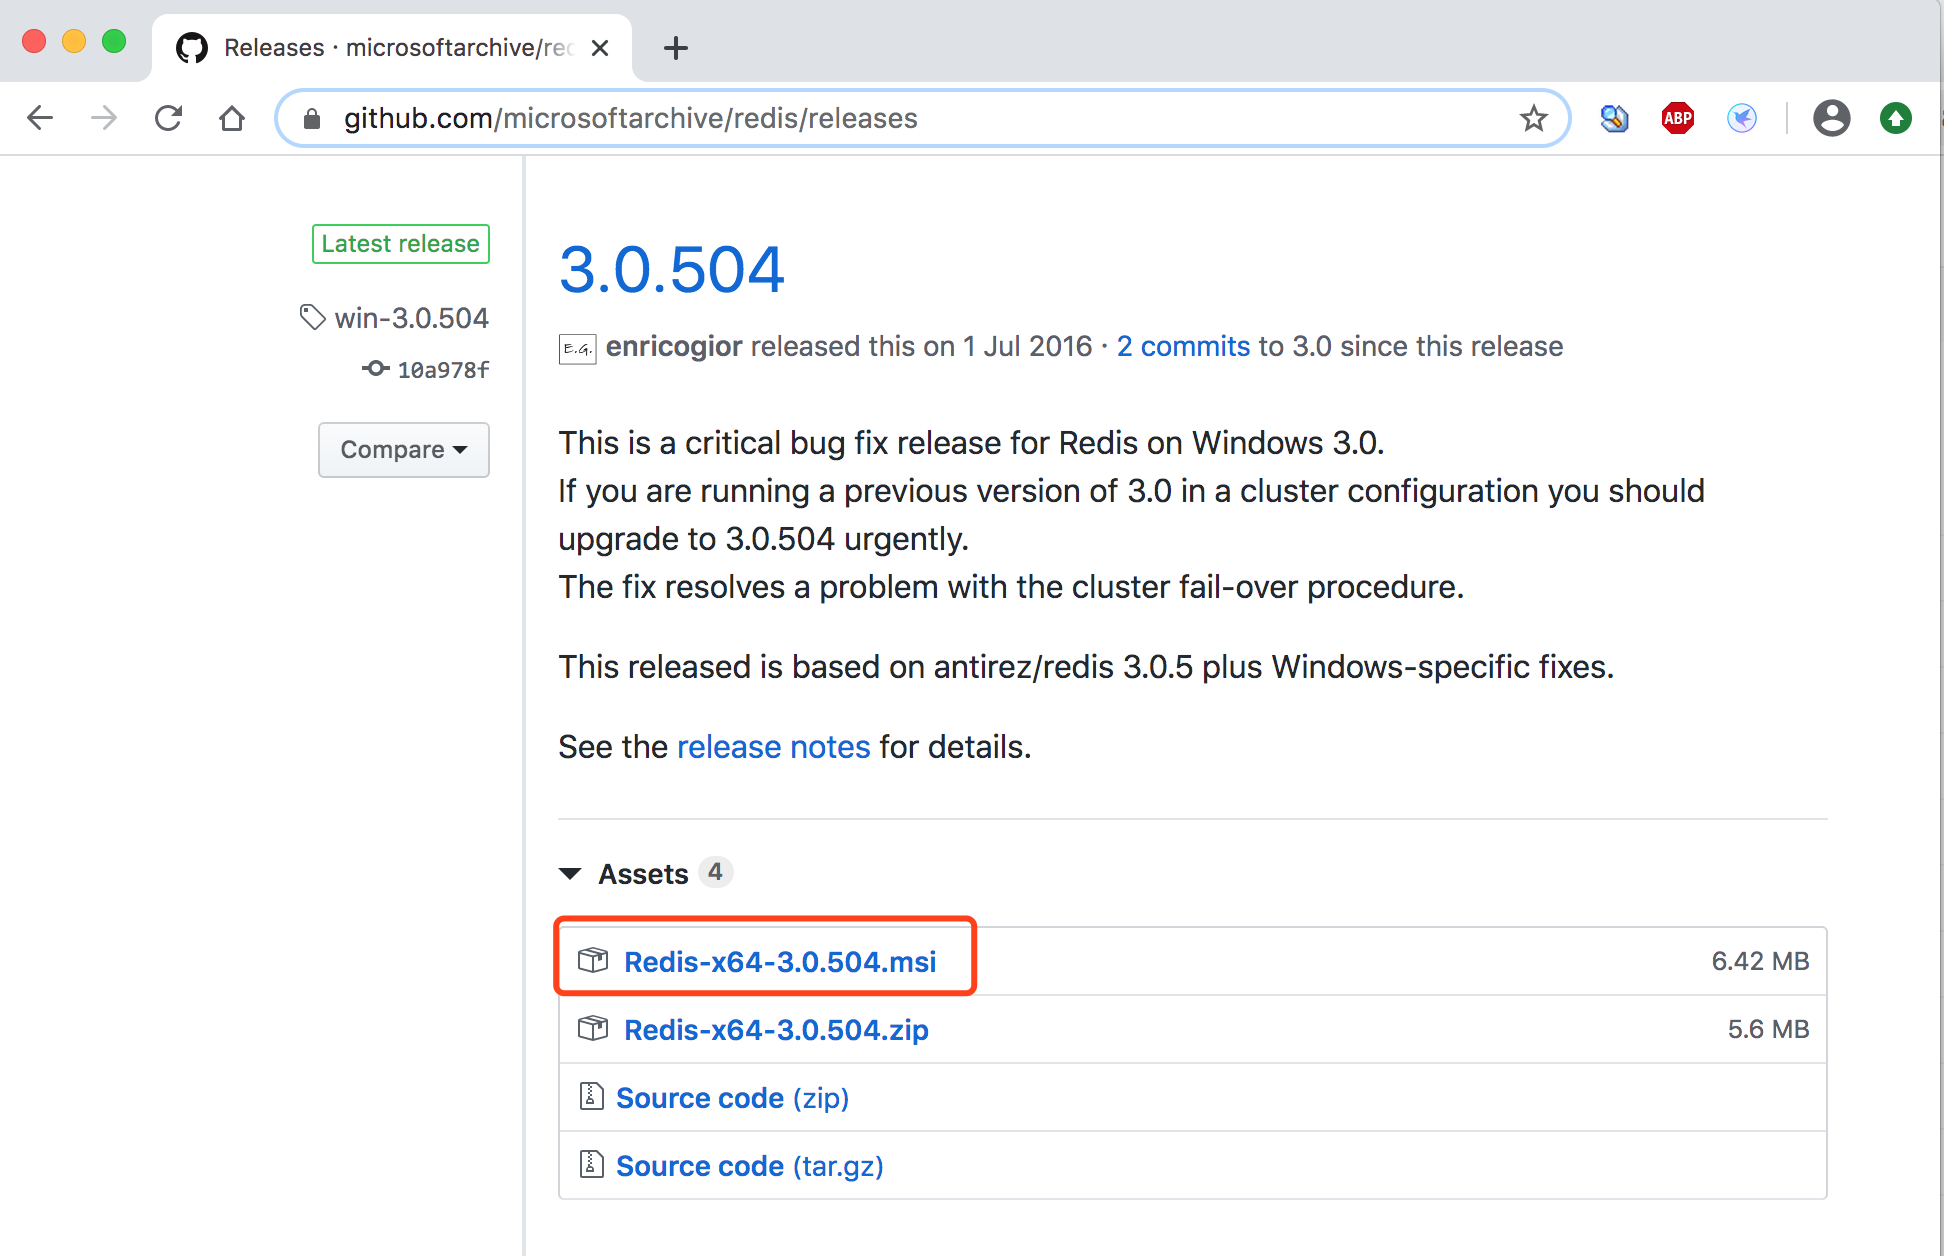 Releases · microsoftarchive/red
github.com/microsoftarchive/redis/releases
ABP
Latest release
win-3.0.504
10a978f
Compare
3.0.504
E.G. enricogior released this on 1 Jul 2016 · 2 commits to 3.0 since this release
This is a critical bug fix release for Redis on Windows 3.0.
If you are running a previous version of 3.0 in a cluster configuration you should
upgrade to 3.0.504 urgently.
The fix resolves a problem with the cluster fail-over procedure.
This released is based on antirez/redis 3.0.5 plus Windows-specific fixes.
See the release notes for details.
Assets 4
Redis-x64-3.0.504.msi 6.42 MB
Redis-x64-3.0.504.zip 5.6 MB
Source code (zip)
Source code (tar.gz)